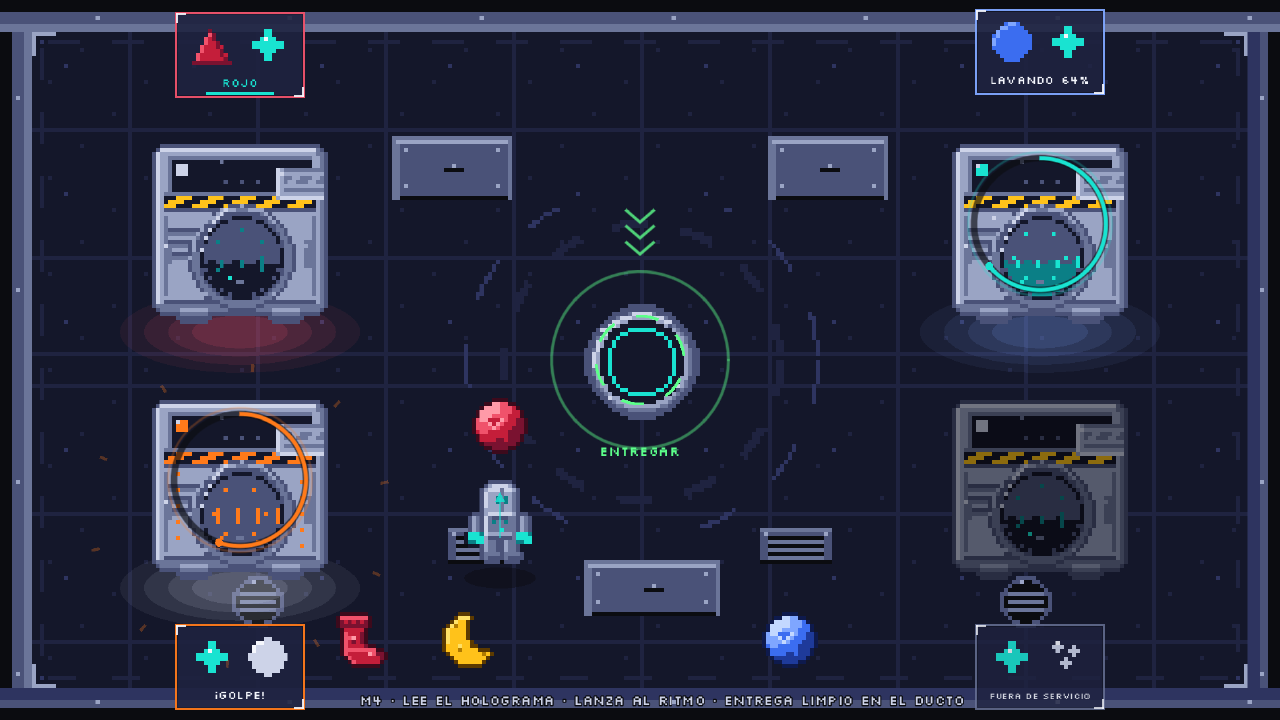 ROJO
LAVANDO 64%
ENTREGAR
¡GOLPE!
FUERA DE SERVICIO
M4 · LEE EL HOLOGRAMA · LANZA AL RITMO · ENTREGA LIMPIO EN EL DUCTO